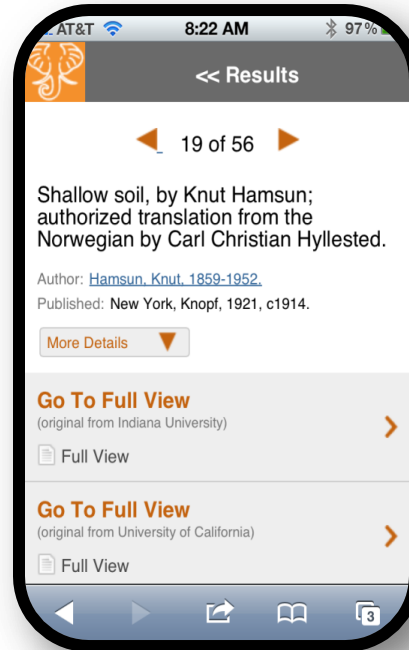 AT&T 8:22 AM 97%
<< Results
19 of 56
Shallow soil, by Knut Hamsun;
authorized translation from the
Norwegian by Carl Christian Hyllested.
Author: Hamsun, Knut, 1859-1952.
Published: New York, Knopf, 1921, c1914.
More Details
Go To Full View
(original from Indiana University)
Full View
Go To Full View
(original from University of California)
Full View
3